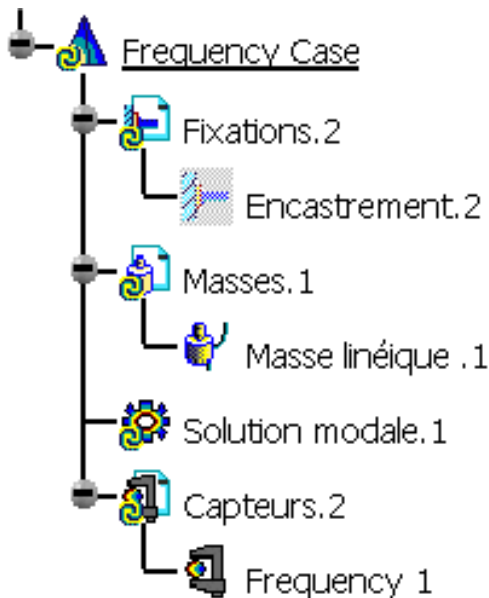 Frequency Case
Fixations.2
Encastrement.2
Masses.1
Masse linéique .1
Solution modale.1
Capteurs.2
Frequency 1